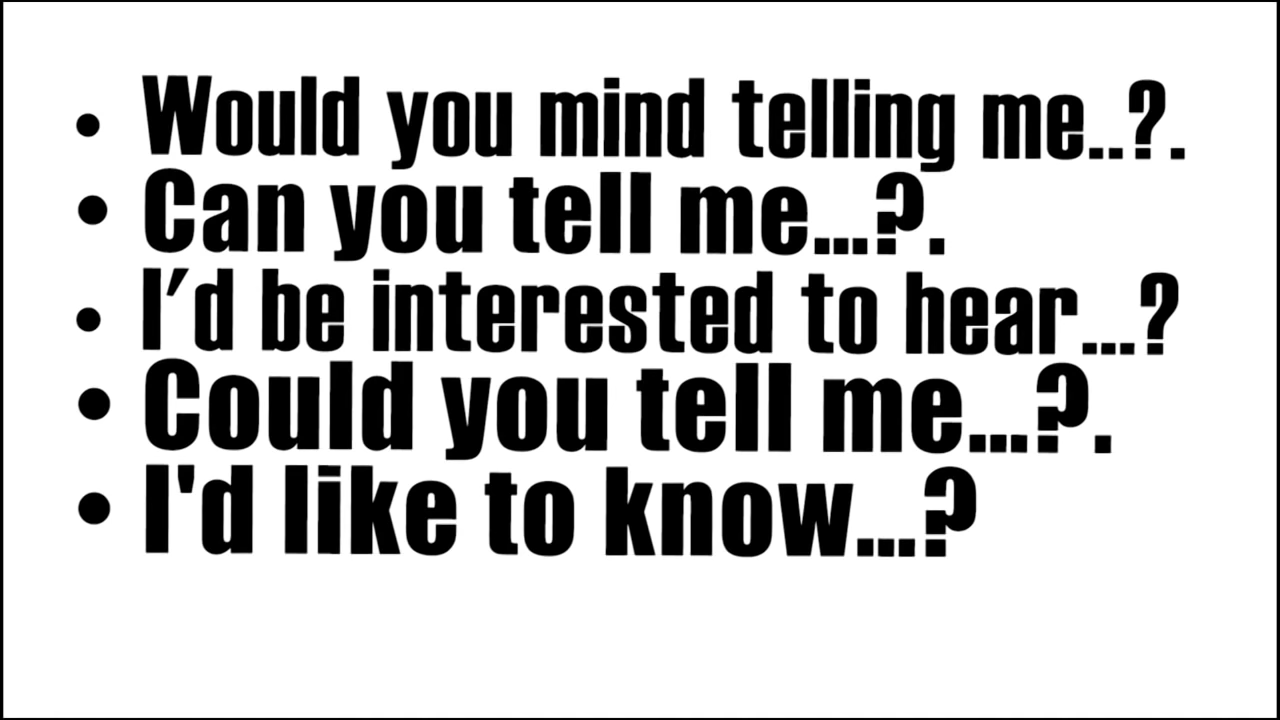 • Would you mind telling me..?.
• Can you tell me...?.
• I′d be interested to hear...?
• Could you tell me...?.
• I'd like to know...?